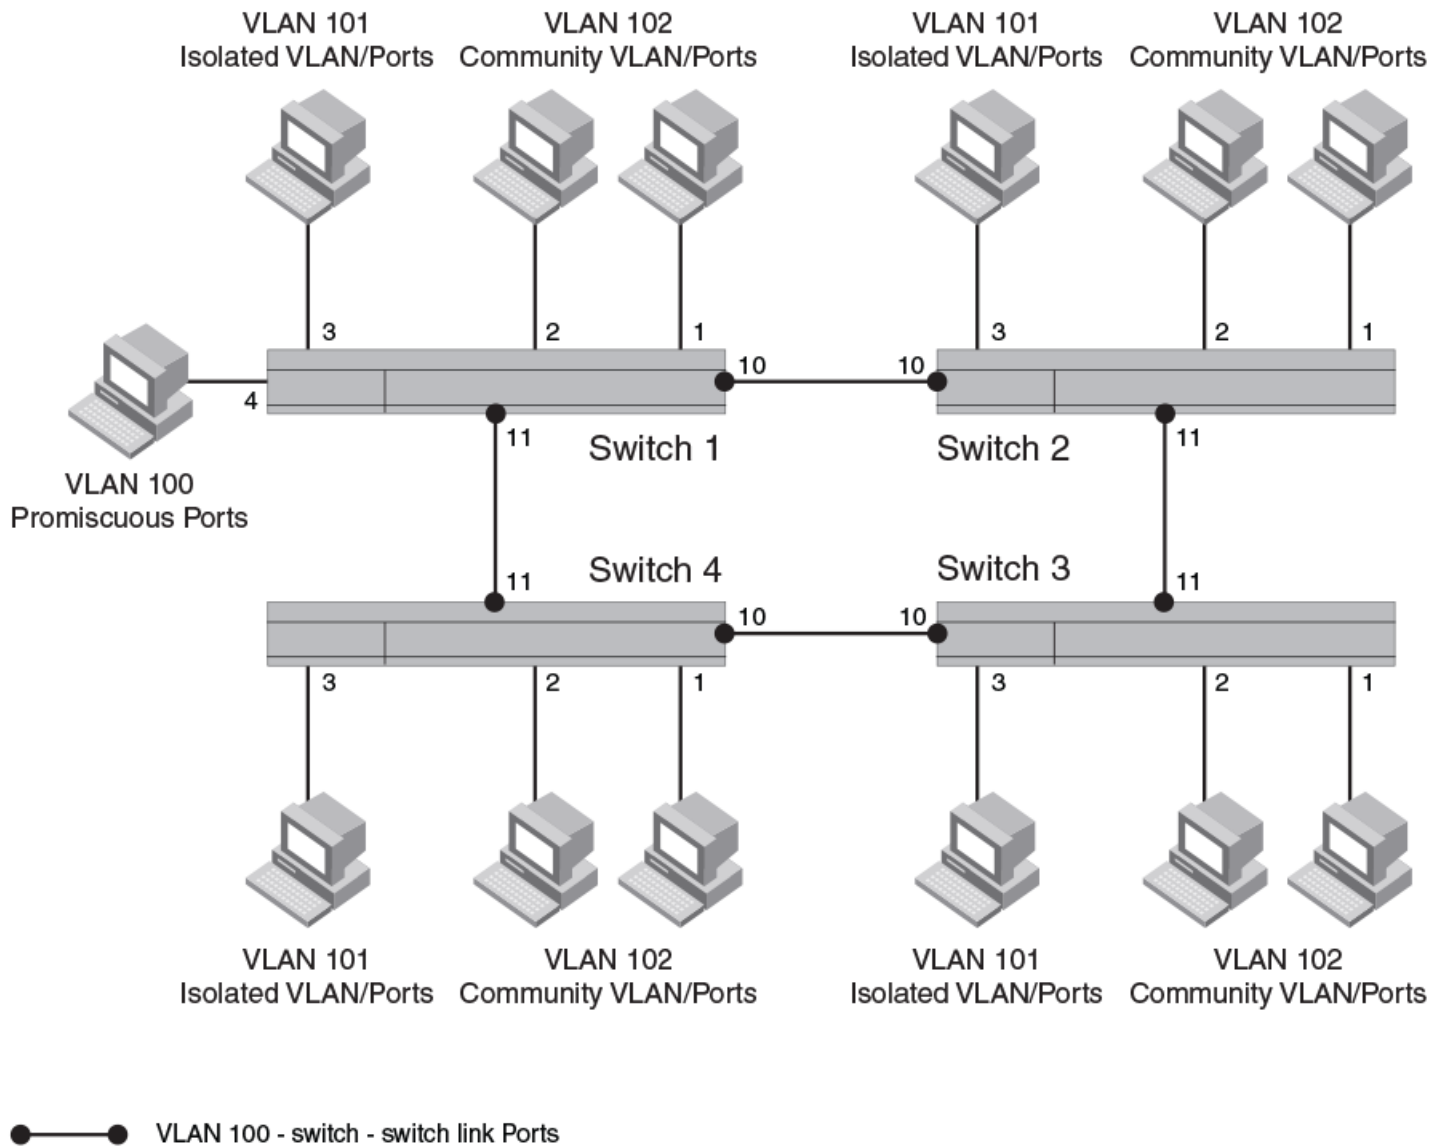 VLAN 101
Isolated VLAN/Ports
VLAN 102
Community VLAN/Ports
VLAN 101
Isolated VLAN/Ports
VLAN 102
Community VLAN/Ports
3
2
1
3
2
1
10
10
4
11
Switch 1
Switch 2
11
VLAN 100
Promiscuous Ports
11
Switch 4
Switch 3
11
10
10
3
2
1
3
2
1
VLAN 101
Isolated VLAN/Ports
VLAN 102
Community VLAN/Ports
VLAN 101
Isolated VLAN/Ports
VLAN 102
Community VLAN/Ports
VLAN 100 - switch - switch link Ports